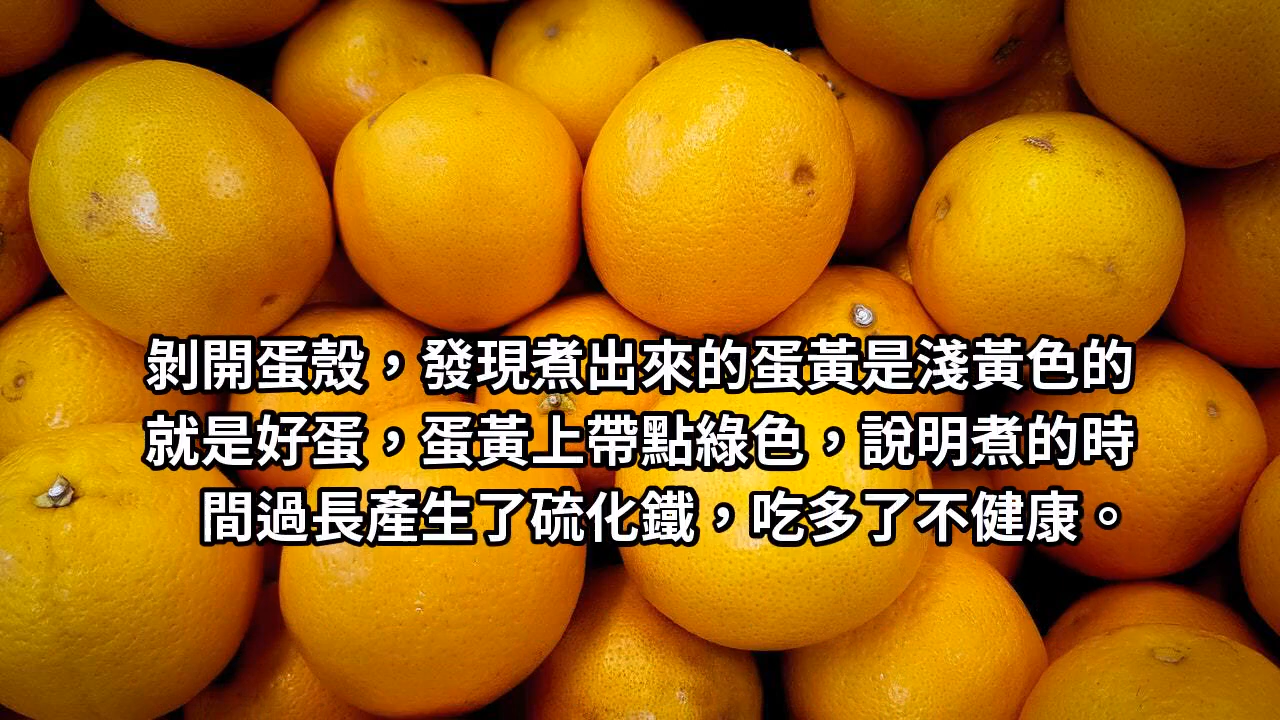 剝開蛋殼，發現煮出來的蛋黃是淺黃色的
就是好蛋，蛋黃上帶點綠色，說明煮的時
間過長產生了硫化鐵，吃多了不健康。